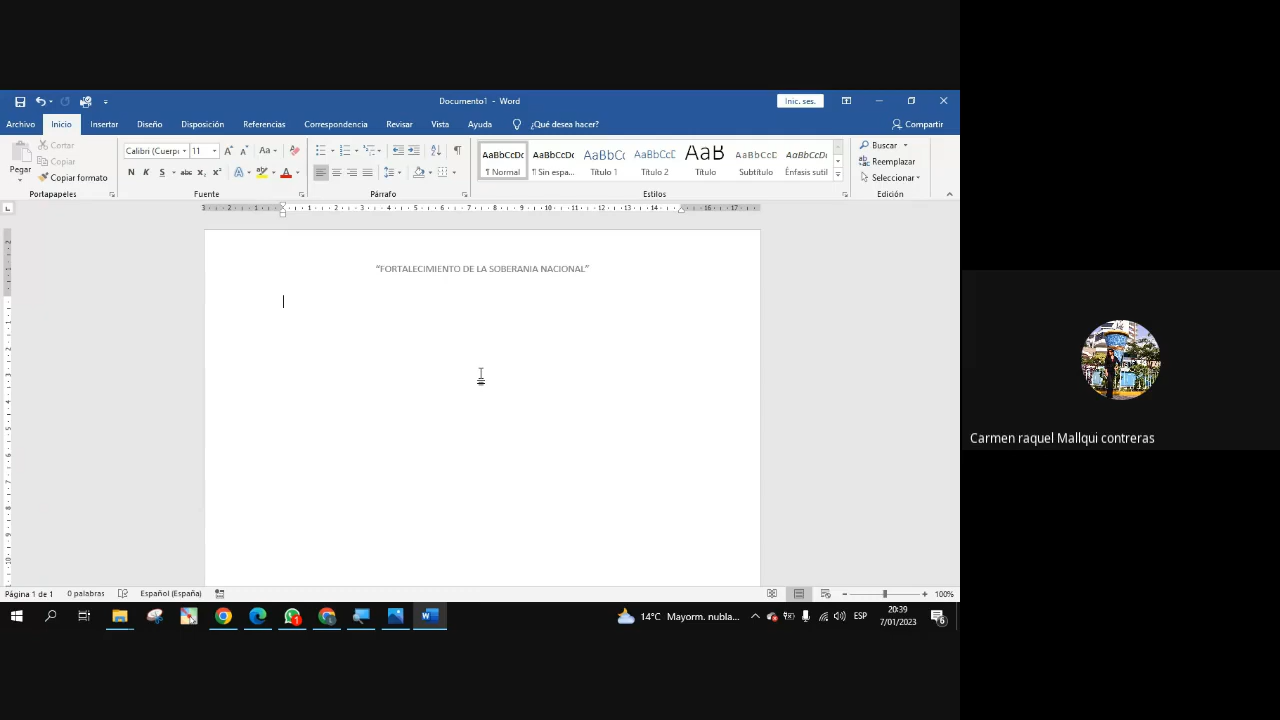 Documento1 - Word
Inic. ses.
Archivo Inicio Insertar Diseño Disposición Referencias Correspondencia Revisar Vista Ayuda ¿Qué desea hacer? Compartir
Pegar
Cortar
Copiar
Copiar formato
Portapapeles
Calibri (Cuerp 11
Fuente
Párrafo
AaBbCcDc AaBbCcDc AaBbCc AaBbCcD AaB AaBbCcD AaBbCcDc
¶ Normal ¶ Sin espa... Título 1 Título 2 Título Subtítulo Énfasis sutil
Estilos
Buscar
Reemplazar
Seleccionar
Edición
“FORTALECIMIENTO DE LA SOBERANIA NACIONAL”
Carmen raquel Mallqui contreras
Página 1 de 1 0 palabras Español (España) 100%
14°C Mayorm. nubla... ESP
20:39
7/01/2023